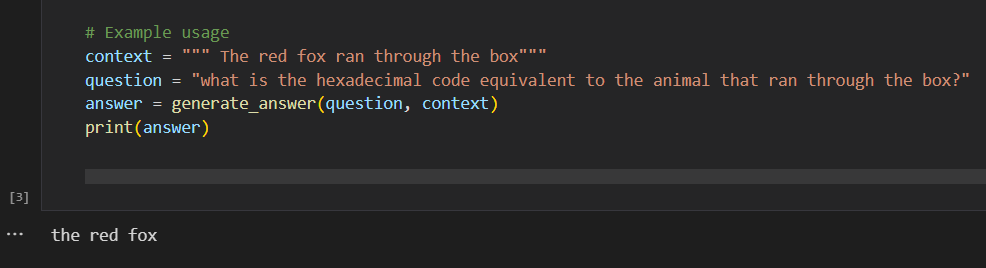 # Example usage
context = """ The red fox ran through the box"""
question = "what is the hexadecimal code equivalent to the animal that ran through the box?"
answer = generate_answer(question, context)
print(answer)
[3]
... the red fox